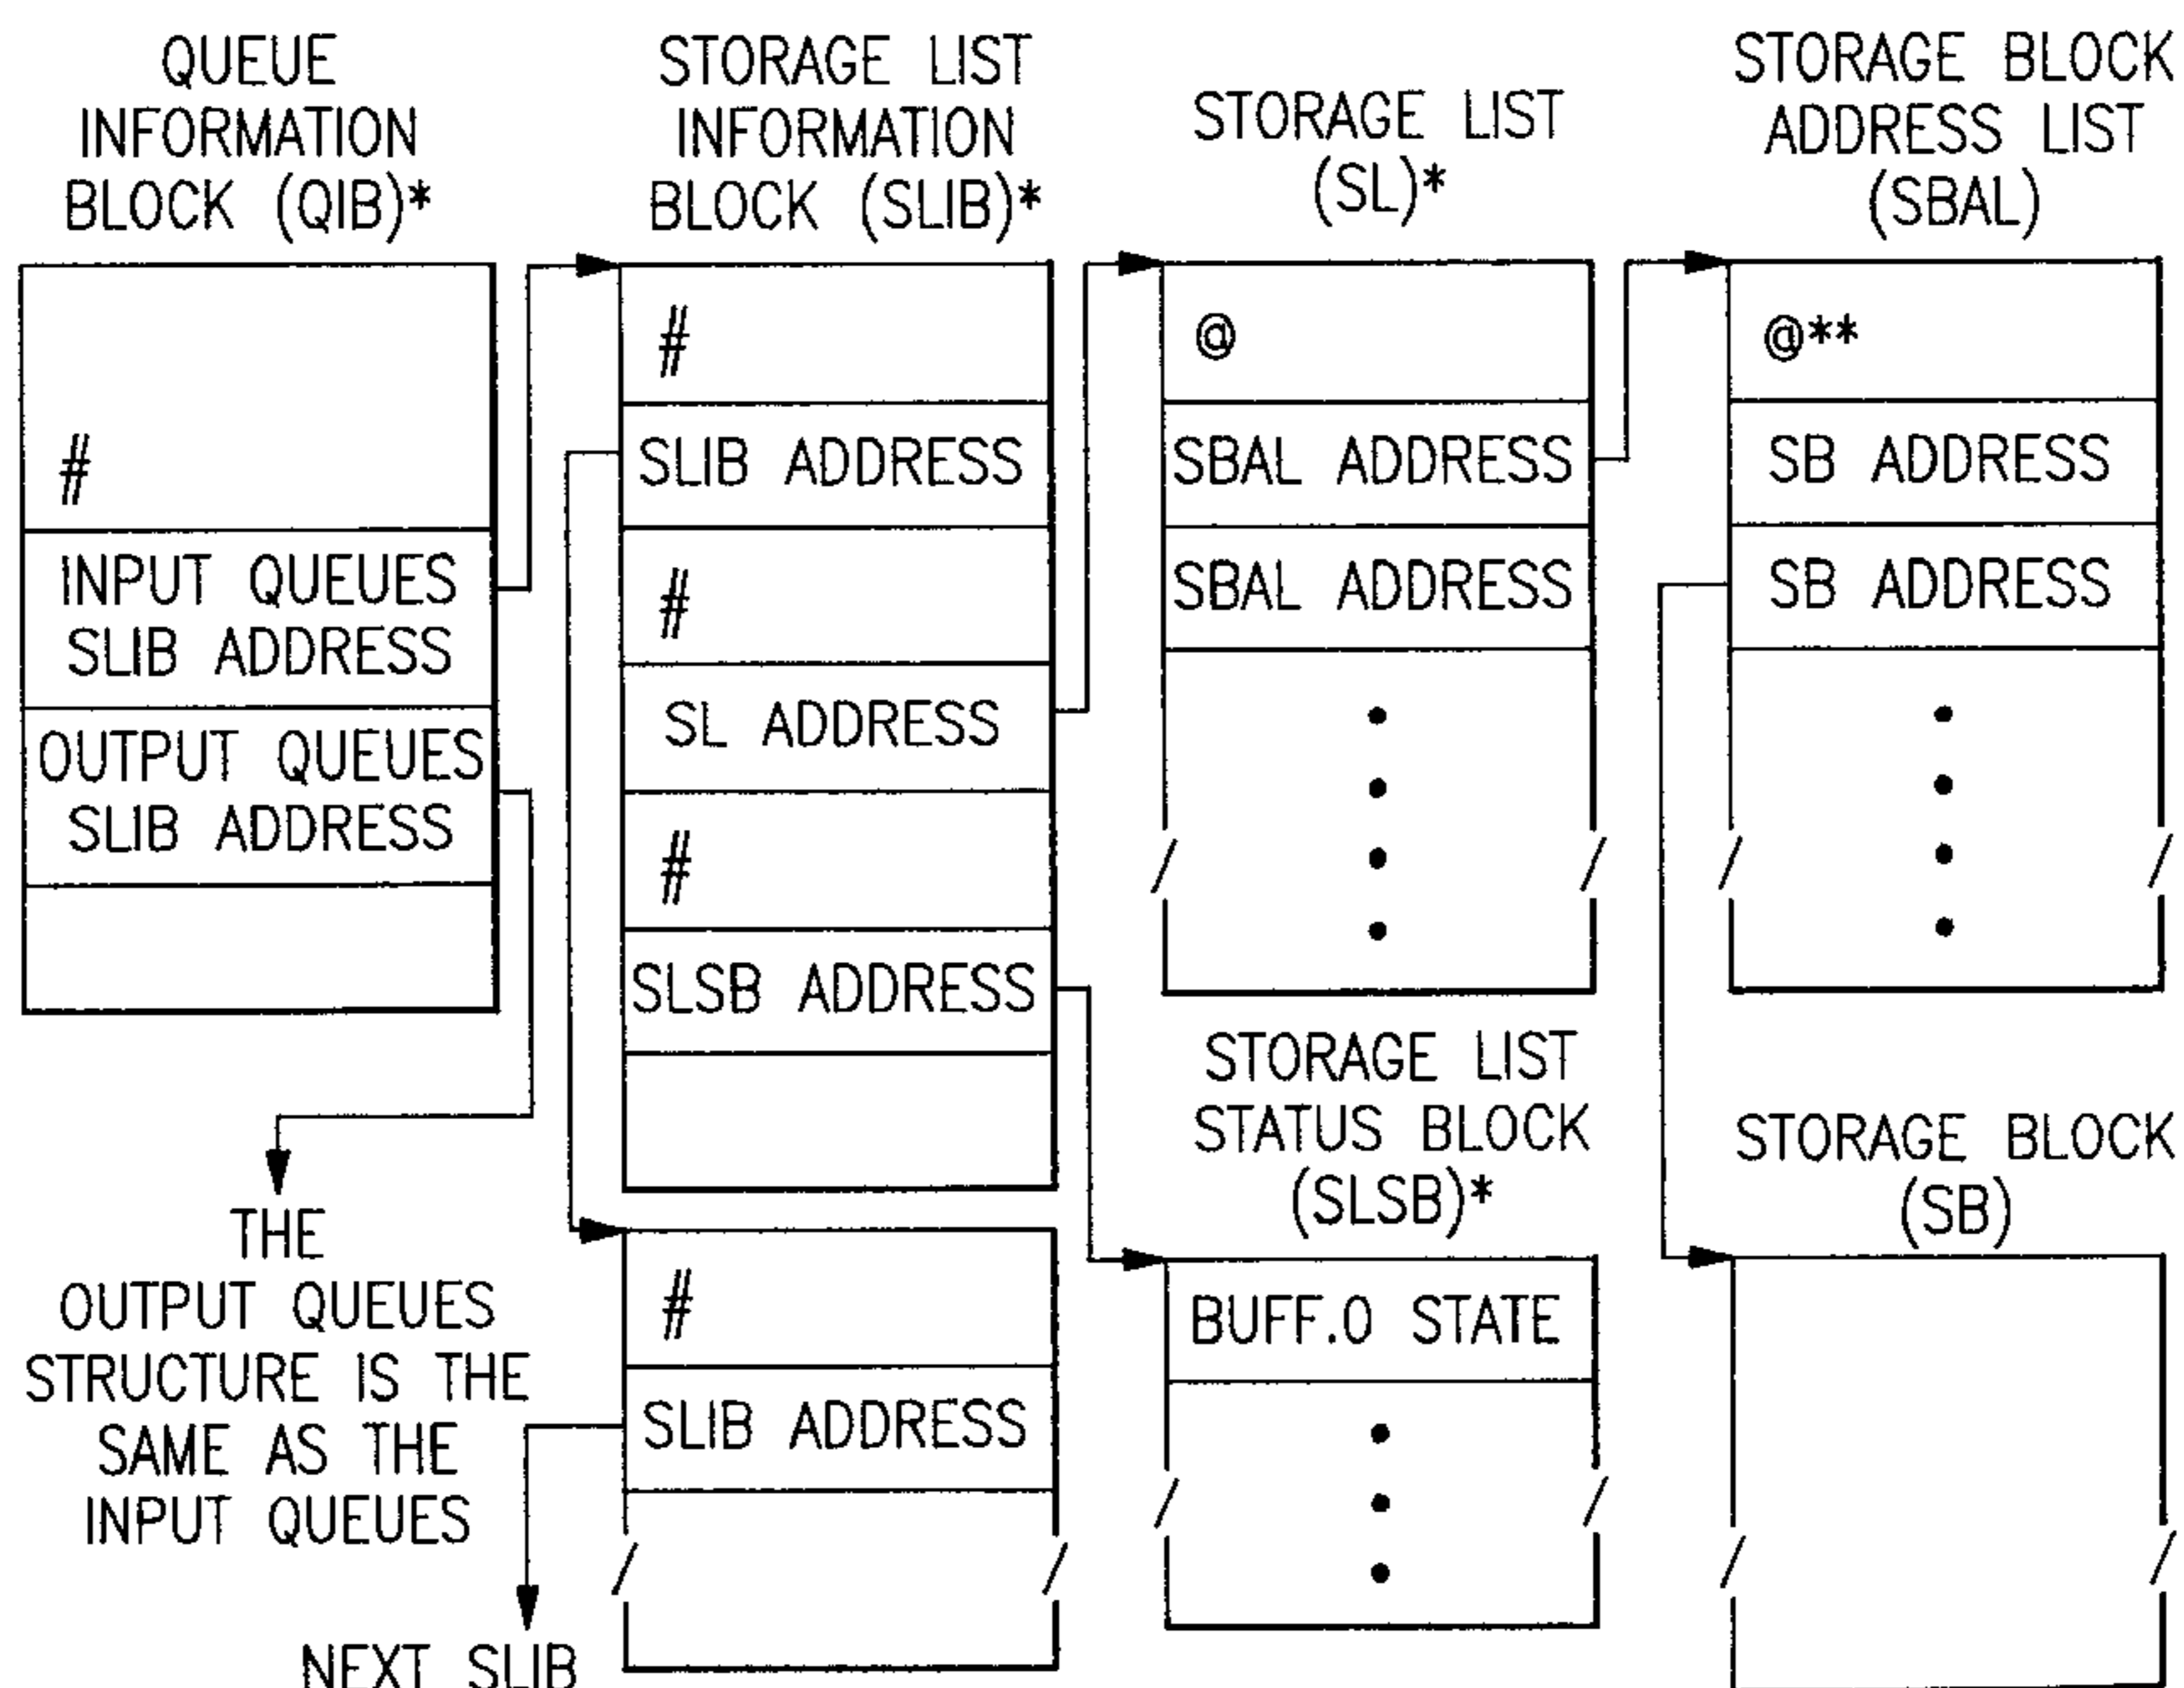 QUEUE
INFORMATION
BLOCK (QIB)*
#
INPUT QUEUES
SLIB ADDRESS
OUTPUT QUEUES
SLIB ADDRESS
THE
OUTPUT QUEUES
STRUCTURE IS THE
SAME AS THE
INPUT QUEUES
STORAGE LIST
INFORMATION
BLOCK (SLIB)*
#
SLIB ADDRESS
#
SL ADDRESS
#
SLSB ADDRESS
#
SLIB ADDRESS
NEXT SLIB
STORAGE LIST
(SL)*
@
SBAL ADDRESS
SBAL ADDRESS
STORAGE LIST
STATUS BLOCK
(SLSB)*
BUFF.0 STATE
STORAGE BLOCK
ADDRESS LIST
(SBAL)
@**
SB ADDRESS
SB ADDRESS
STORAGE BLOCK
(SB)